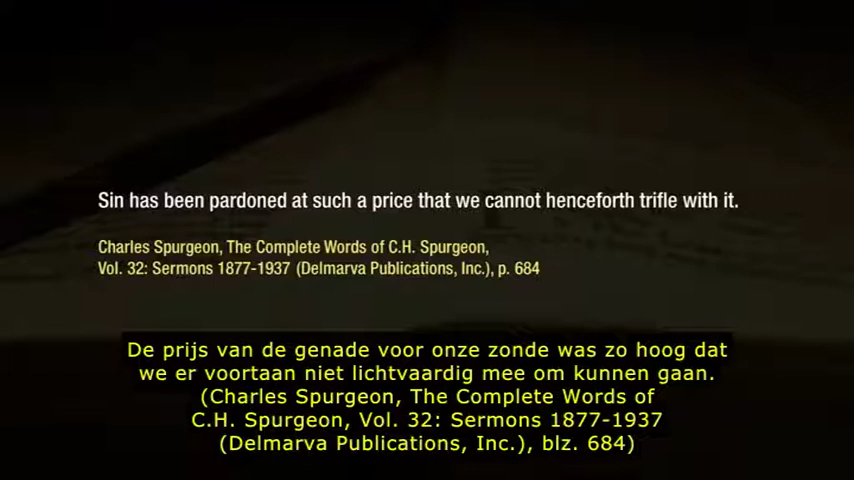 Sin has been pardoned at such a price that we cannot henceforth trifle with it.
Charles Spurgeon, The Complete Words of C.H. Spurgeon,
Vol. 32: Sermons 1877-1937 (Delmarva Publications, Inc.), p. 684
De prijs van de genade voor onze zonde was zo hoog dat
we er voortaan niet lichtvaardig mee om kunnen gaan.
(Charles Spurgeon, The Complete Words of
C.H. Spurgeon, Vol. 32: Sermons 1877-1937
(Delmarva Publications, Inc.), blz. 684)